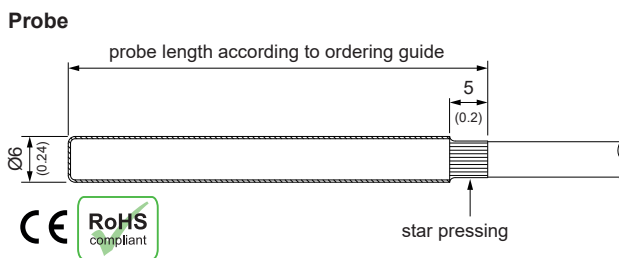 Probe
probe length according to ordering guide
5
(0.2)
Ø6
(0.24)
CE
RoHS
compliant
star pressing